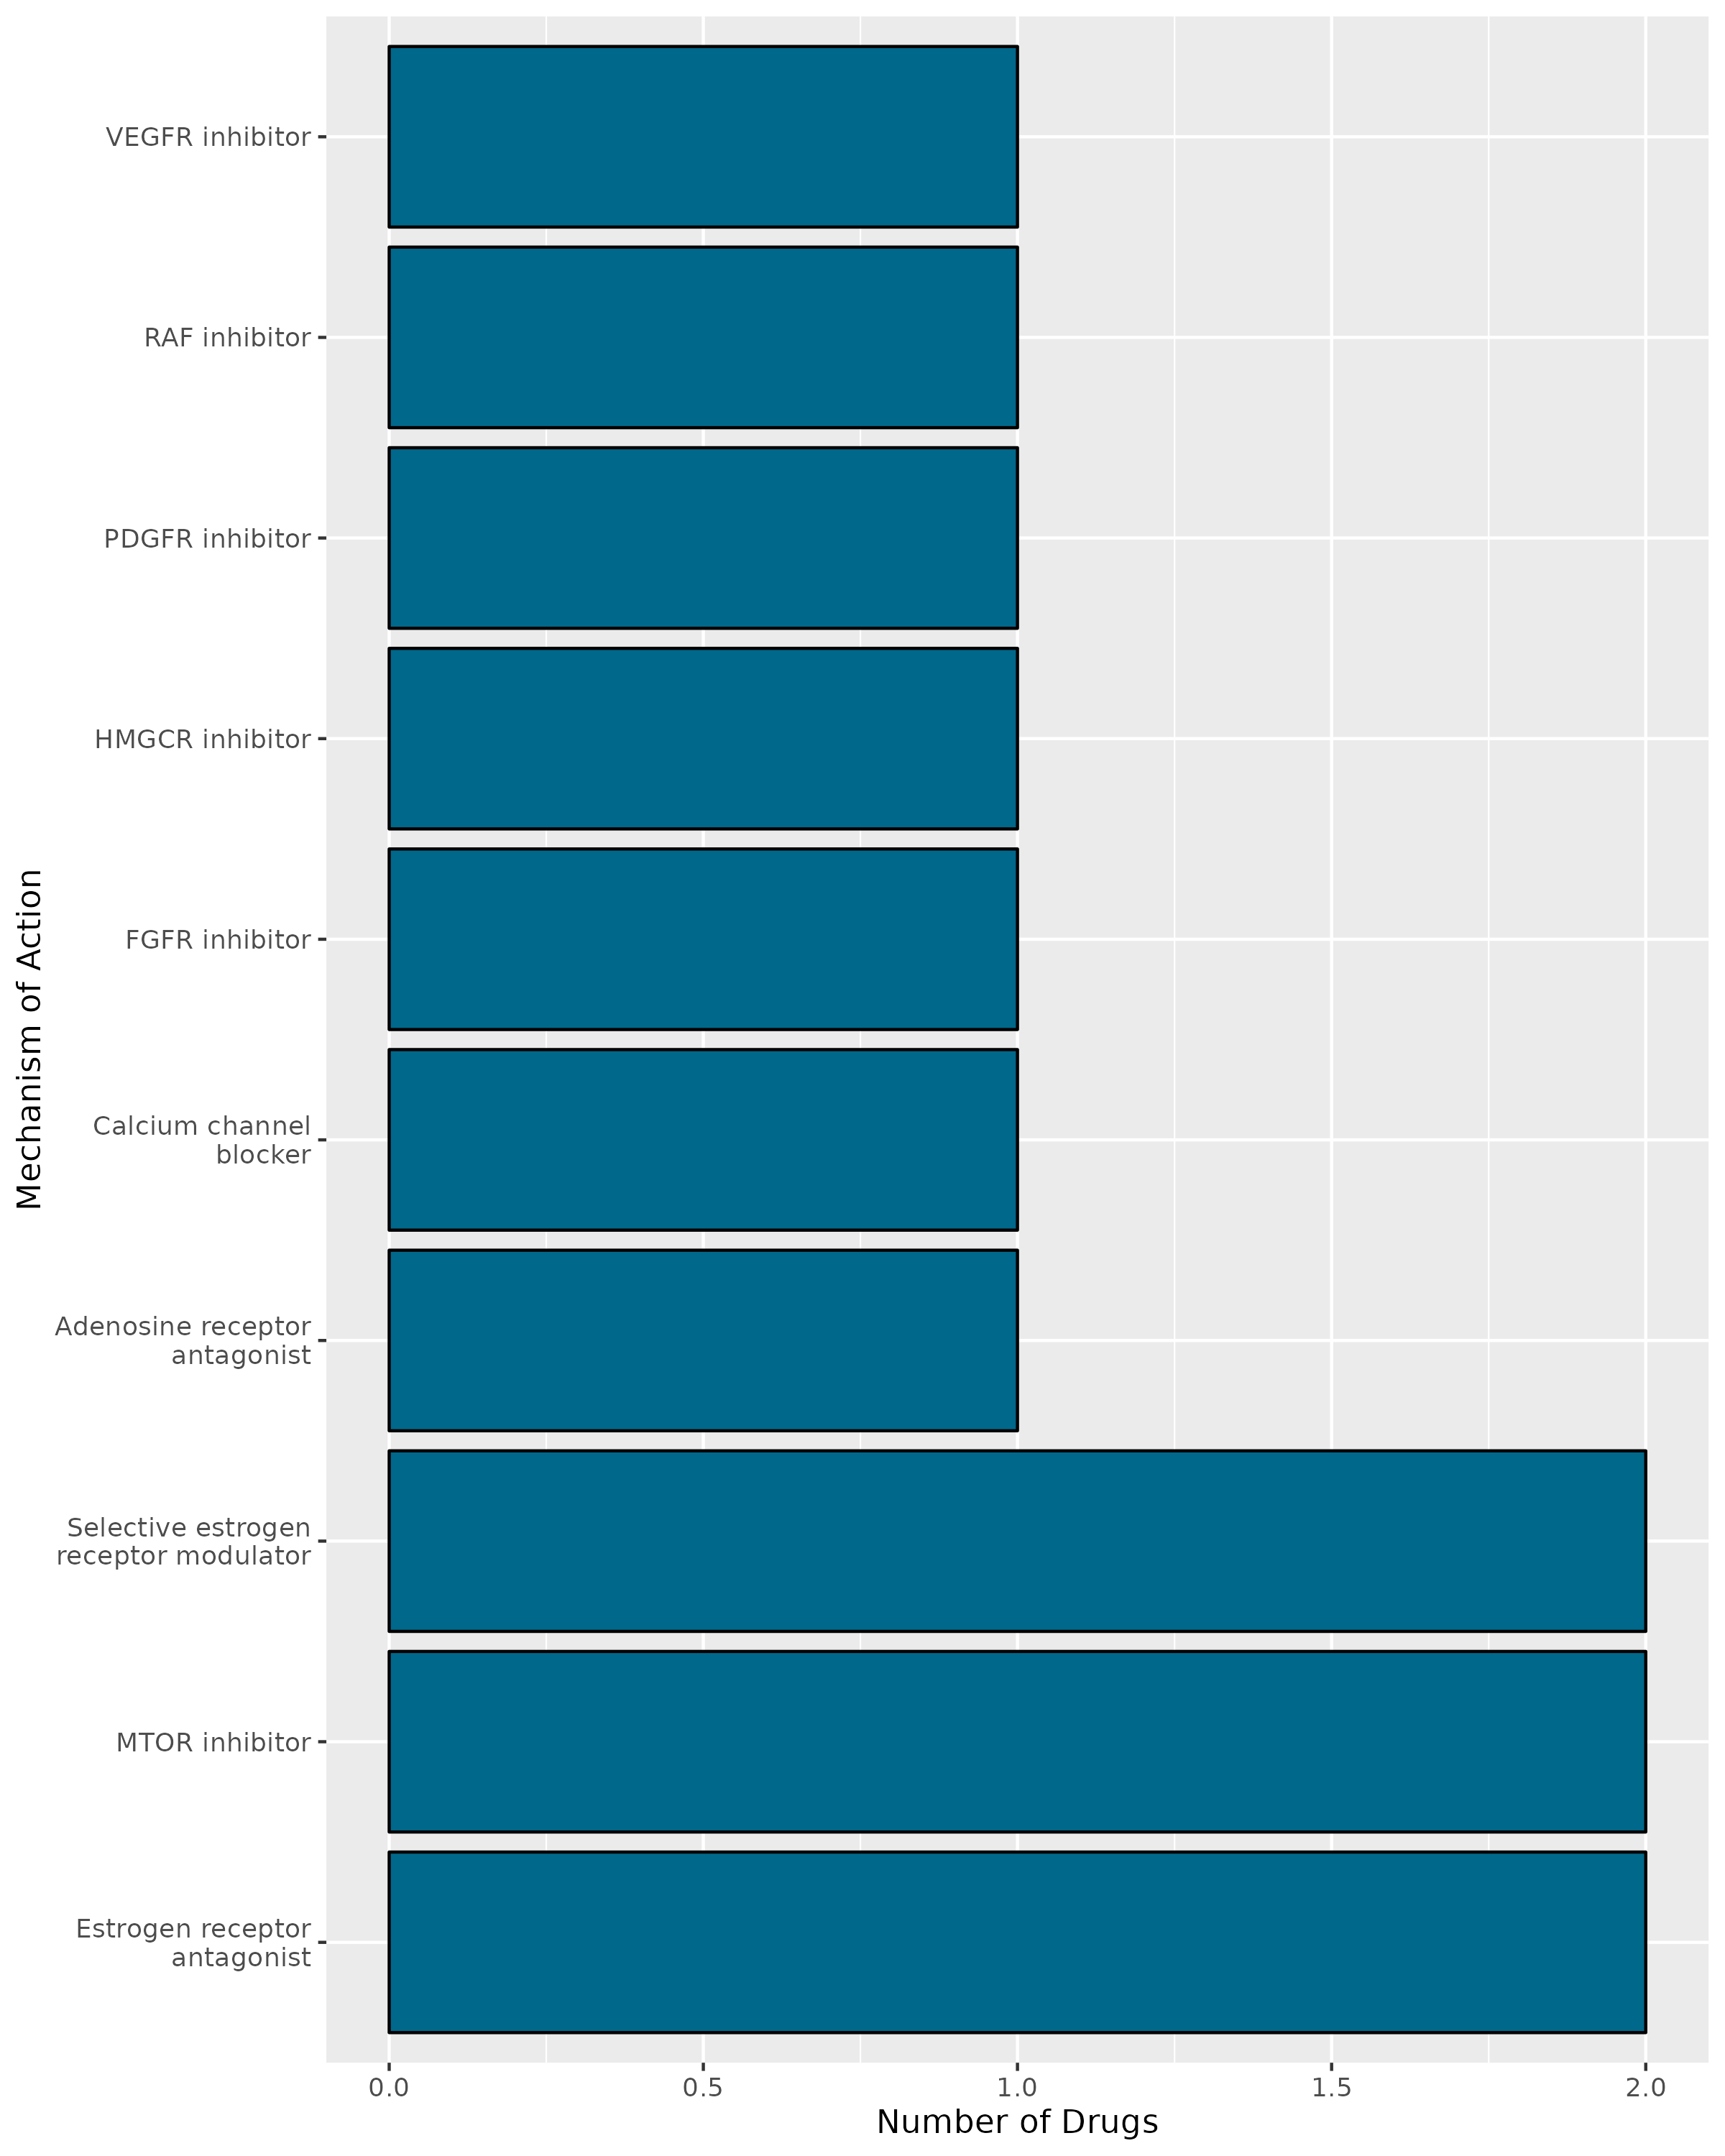 VEGFR inhibitor
RAF inhibitor
PDGFR inhibitor
HMGCR inhibitor
FGFR inhibitor
Calcium channel
blocker
Adenosine receptor
antagonist
Selective estrogen
receptor modulator
MTOR inhibitor
Estrogen receptor
antagonist
Mechanism of Action
0.0 0.5 1.0 1.5 2.0
Number of Drugs